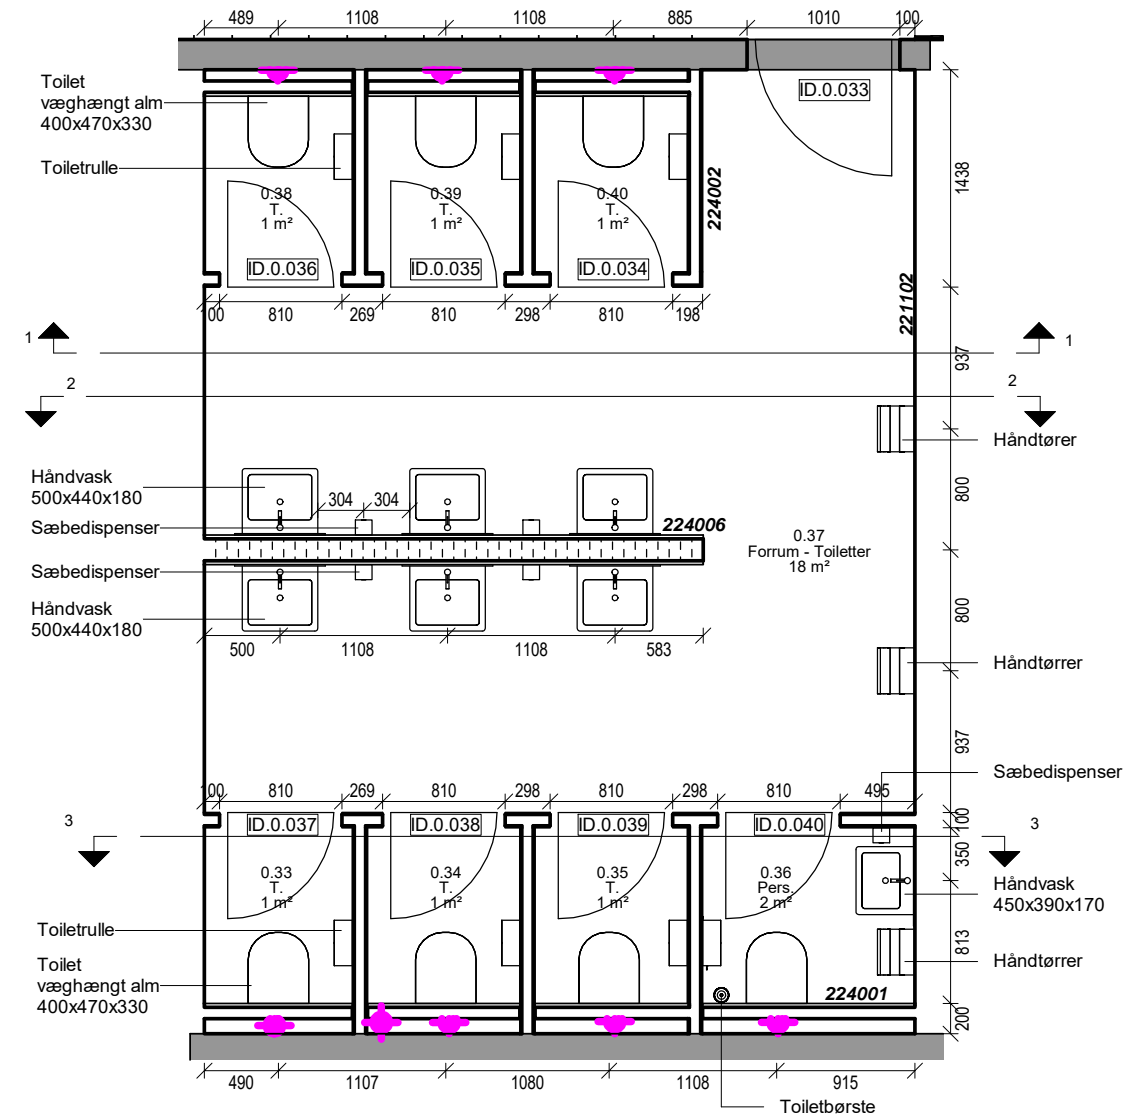 489
1108
1108
885
1010
100
Toilet
væghængt alm
400x470x330
ID.0.033
Toiletrulle
0.38
T.
1 m²
0.39
T.
1 m²
0.40
T.
1 m²
224002
1438
ID.0.036
ID.0.035
ID.0.034
100
810
269
810
298
810
198
221102
1
1
937
2
2
Håndtører
Håndvask
500x440x180
304
304
800
Sæbedispenser
224006
0.37
Forrum - Toiletter
18 m²
Sæbedispenser
Håndvask
500x440x180
800
500
1108
1108
583
Håndtørrer
937
Sæbedispenser
100
810
269
810
298
810
298
810
495
3
ID.0.037
ID.0.038
ID.0.039
ID.0.040
100
3
350
0.33
T.
1 m²
0.34
T.
1 m²
0.35
T.
1 m²
0.36
Pers.
2 m²
Håndvask
450x390x170
Toiletrulle
813
Håndtørrer
Toilet
væghængt alm
400x470x330
224001
200
490
1107
1080
1108
915
Toiletbørste